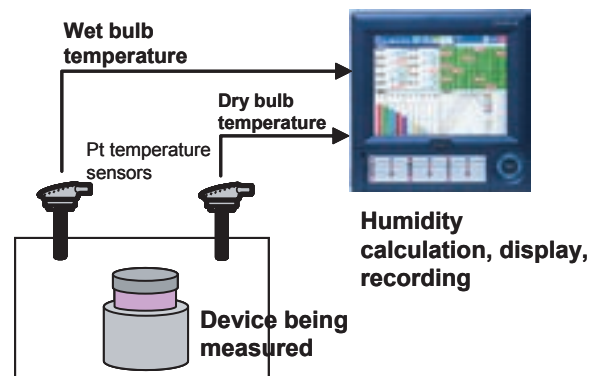 Wet bulb
temperature
Dry bulb
temperature
Pt temperature
sensors
Humidity
calculation, display,
recording
Device being
measured